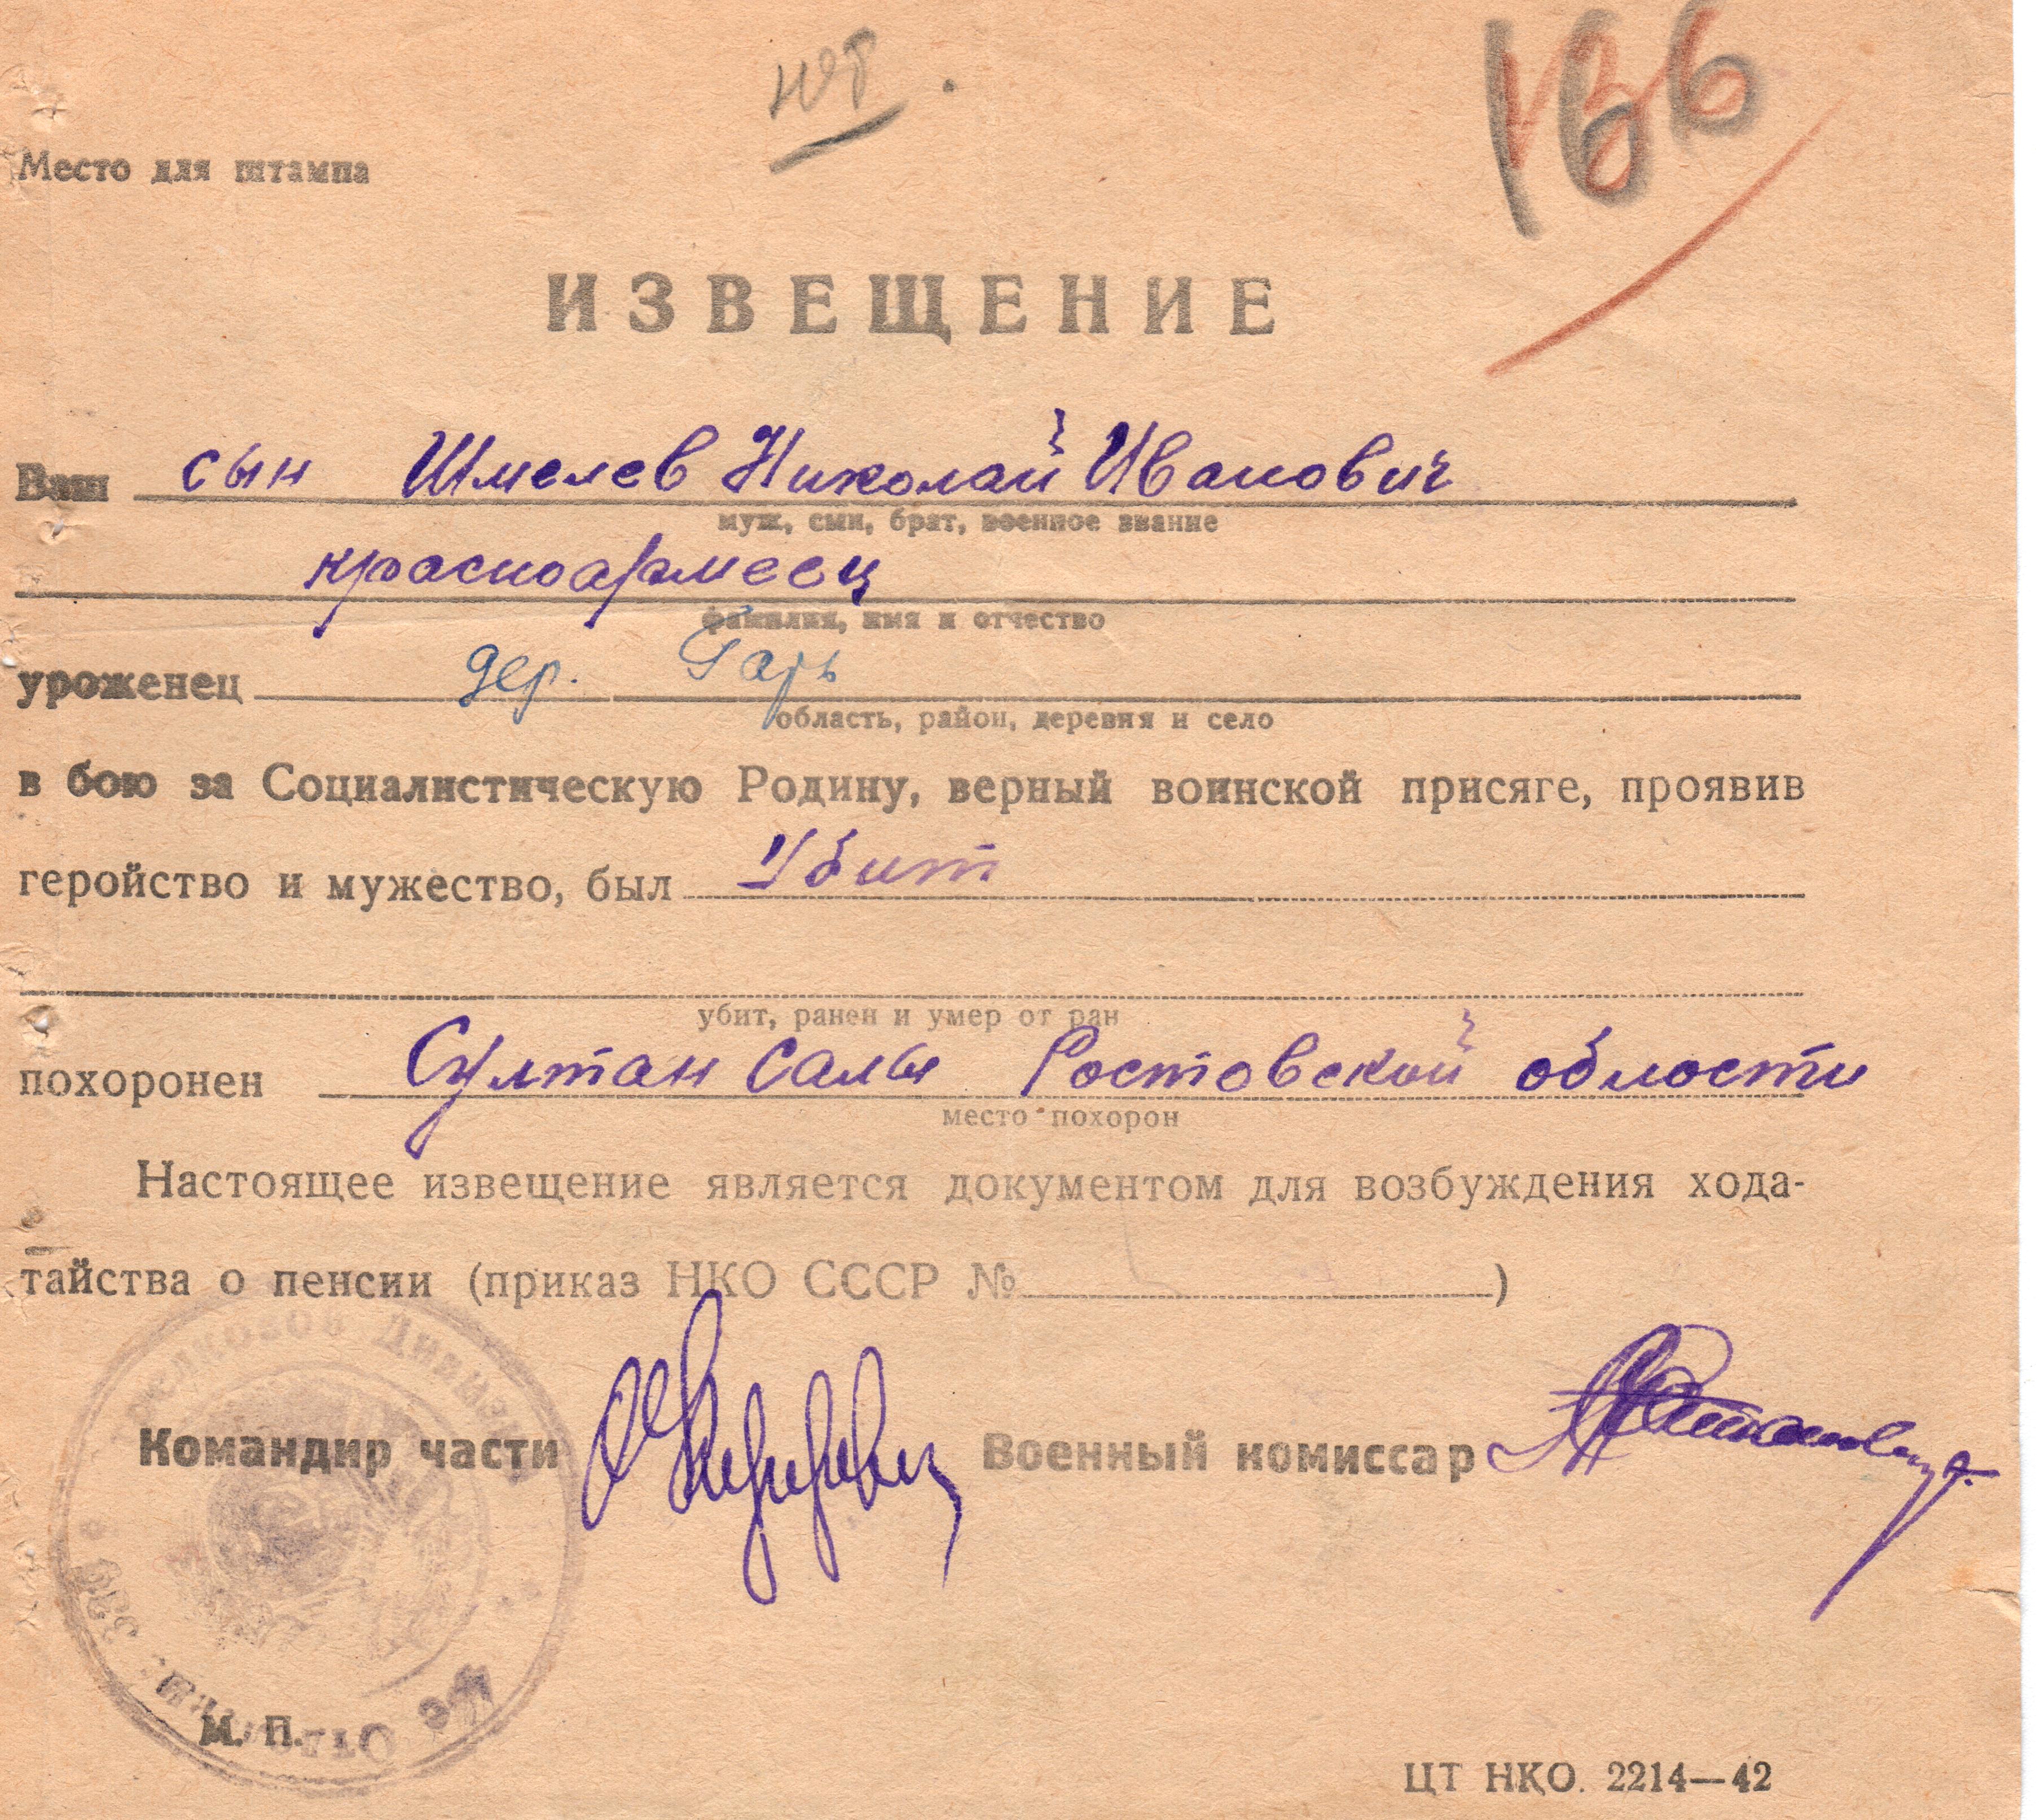 166
Место для штампа
ИЗВЕЩЕНИЕ
Ваш сын Шмелев Николай Иванович
муж, сын, брат, военное звание
красноармеец
фамилия, имя и отчество
уроженец дер. Гарь
область, район, деревня и село
в бою за Социалистическую Родину, верный воинской присяге, проявив
геройство и мужество, был убит
убит, ранен и умер от ран
похоронен Султан Салы Ростовской области
место похорон
Настоящее извещение является документом для возбуждения хода-
тайства о пенсии (приказ НКО СССР № )
Командир части Военный комиссар
М. П.
ЦТ НКО. 2214—42